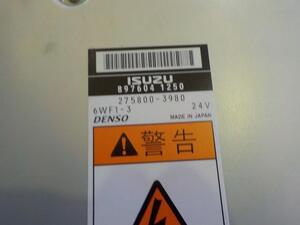 ISUZU
897604 1250
275800-3980
6WF1-3 24V
DENSO MADE IN JAPAN
警告